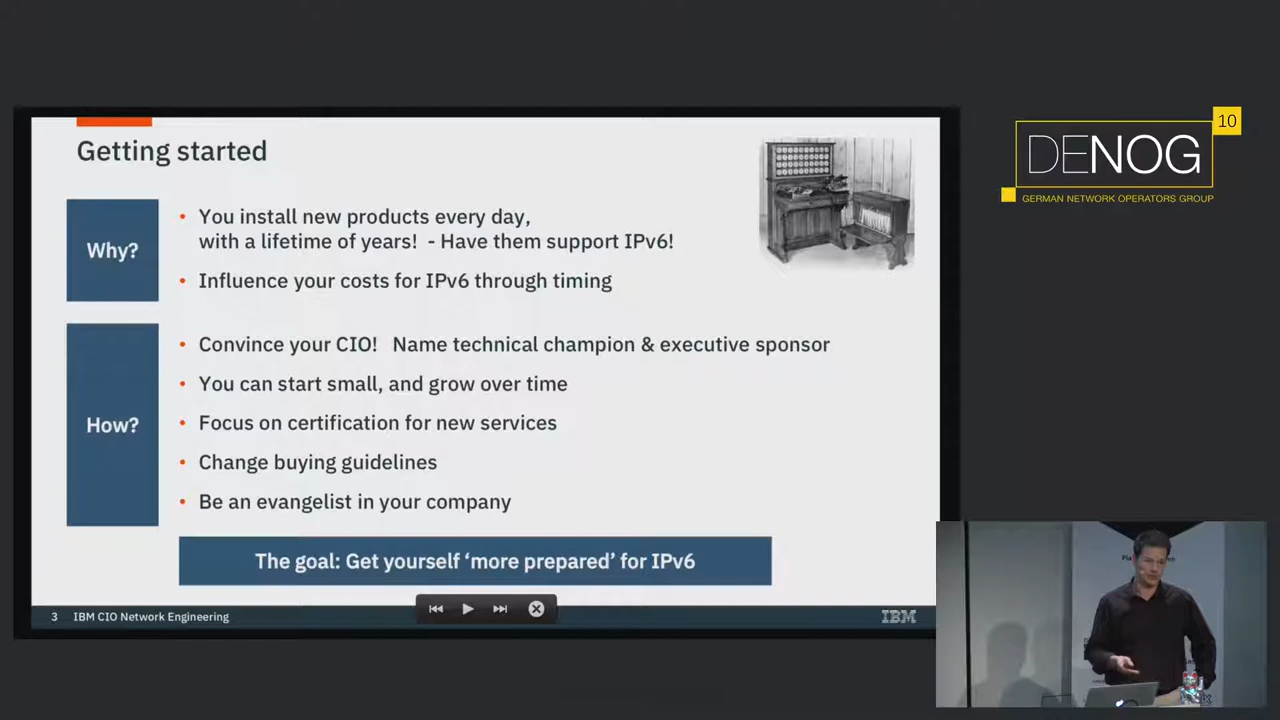 Getting started
Why?
• You install new products every day,
with a lifetime of years!  - Have them support IPv6!
• Influence your costs for IPv6 through timing
How?
• Convince your CIO!   Name technical champion & executive sponsor
• You can start small, and grow over time
• Focus on certification for new services
• Change buying guidelines
• Be an evangelist in your company
The goal: Get yourself ‘more prepared’ for IPv6
3   IBM CIO Network Engineering
IBM
10
DENOG
GERMAN NETWORK OPERATORS GROUP